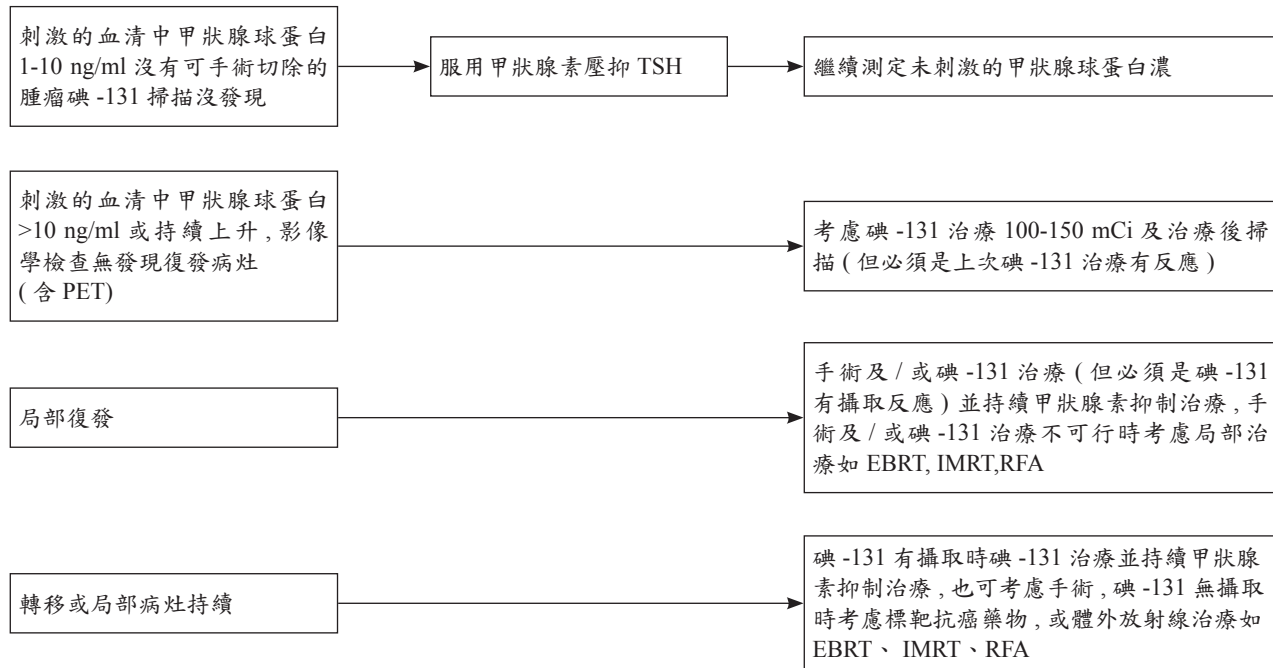 刺激的血清中甲狀腺球蛋白
1-10 ng/ml 沒有可手術切除的
腫瘤碘 -131 掃描沒發現
服用甲狀腺素壓抑 TSH
繼續測定未刺激的甲狀腺球蛋白濃
刺激的血清中甲狀腺球蛋白
>10 ng/ml 或持續上升 , 影像
學檢查無發現復發病灶
( 含 PET)
考慮碘 -131 治療 100-150 mCi 及治療後掃
描 ( 但必須是上次碘 -131 治療有反應 )
局部復發
手術及 / 或碘 -131 治療 ( 但必須是碘 -131
有攝取反應 ) 並持續甲狀腺素抑制治療 , 手
術及 / 或碘 -131 治療不可行時考慮局部治
療如 EBRT, IMRT,RFA
轉移或局部病灶持續
碘 -131 有攝取時碘 -131 治療並持續甲狀腺
素抑制治療 , 也可考慮手術 , 碘 -131 無攝取
時考慮標靶抗癌藥物 , 或體外放射線治療如
EBRT、 IMRT、RFA